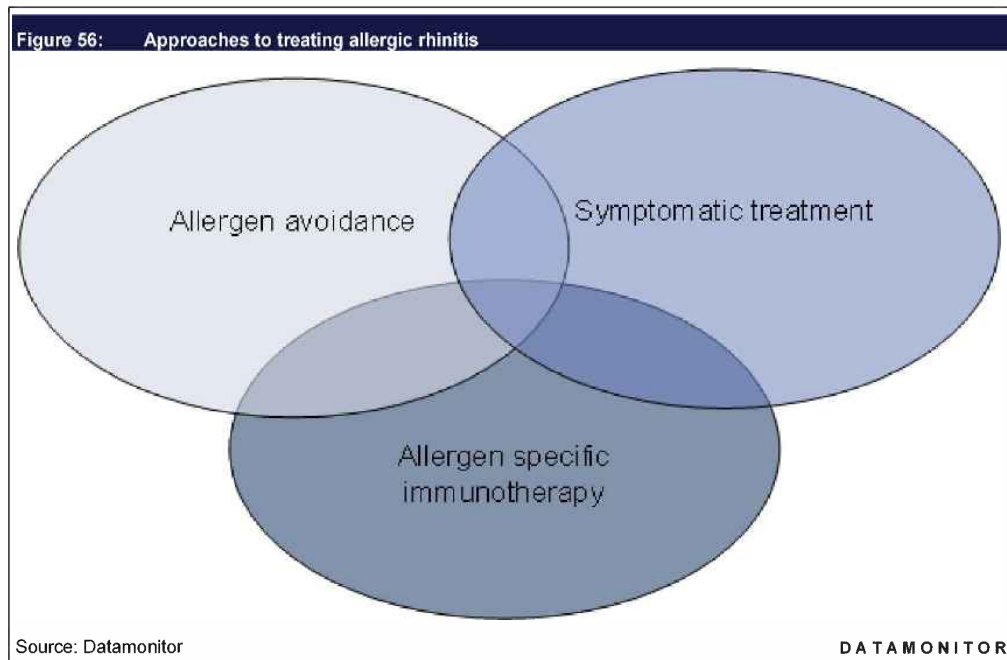 Figure 56: Approaches to treating allergic rhinitis
Allergen avoidance
Symptomatic treatment
Allergen specific
immunotherapy
Source: Datamonitor
DATAMONITOR